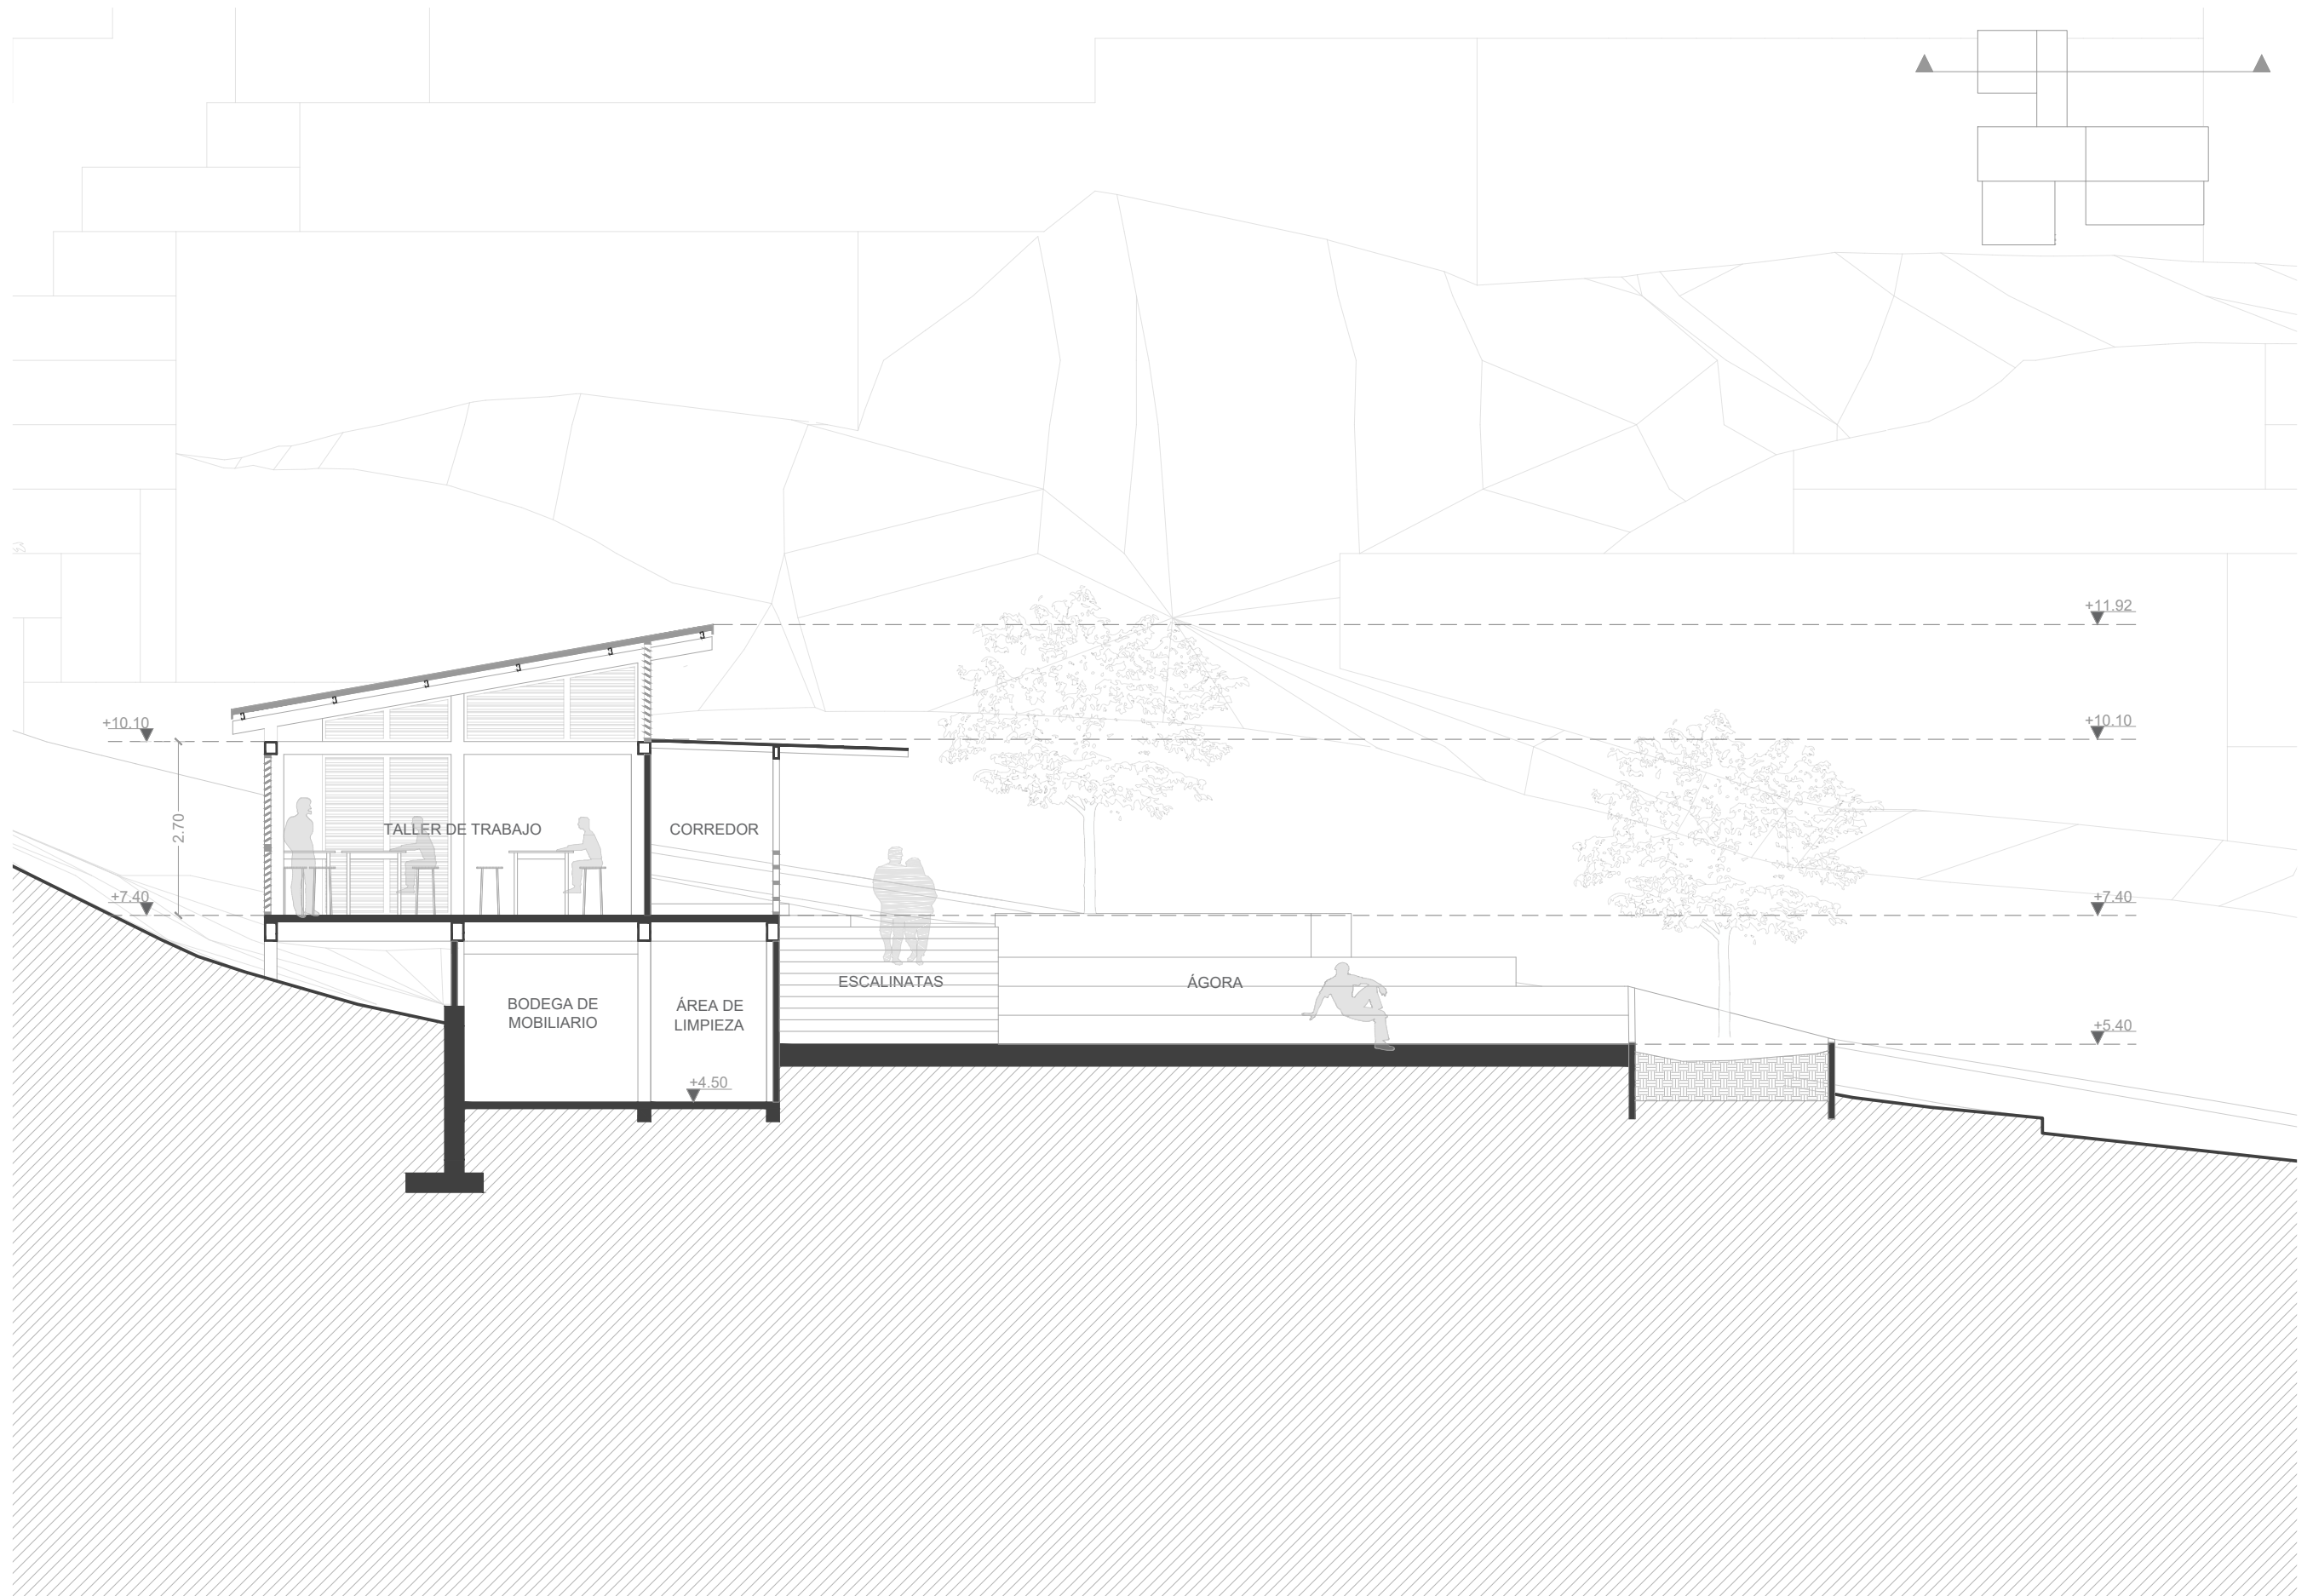 +11.92
+10.10
+10.10
2.70
TALLER DE TRABAJO
CORREDOR
+7.40
+7.40
ESCALINATAS
ÁGORA
BODEGA DE
MOBILIARIO
ÁREA DE
LIMPIEZA
+5.40
+4.50